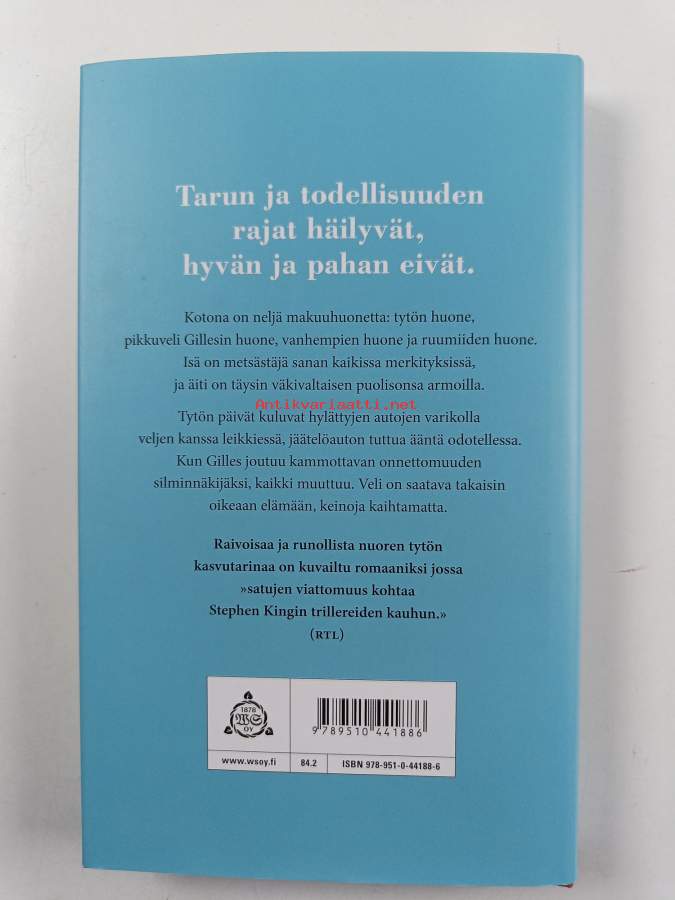 Tarun ja todellisuuden
rajat häilyvät,
hyvän ja pahan eivät.
Kotona on neljä makuuhuonetta: tytön huone,
pikkuveli Gillesin huone, vanhempien huone ja ruumiiden huone.
Isä on metsästäjä sanan kaikissa merkityksissä,
ja äiti on täysin väkivaltaisen puolisonsa armoilla.
Antikvariaatti.net
Tytön päivät kuluvat hylättyjen autojen varikolla
veljen kanssa leikkiessä, jäätelöauton tuttua ääntä odotellessa.
Kun Gilles joutuu kammottavan onnettomuuden
silminnäkijäksi, kaikki muuttuu. Veli on saatava takaisin
oikeaan elämään, keinoja kaihtamatta.
Raivoisaa ja runollista nuoren tytön
kasvutarinaa on kuvailtu romaaniksi jossa
»satujen viattomuus kohtaa
Stephen Kingin trillereiden kauhun.»
(RTL)
1878
WS
OY
9 789510 441886
www.wsoy.fi
84.2
ISBN 978-951-0-44188-6